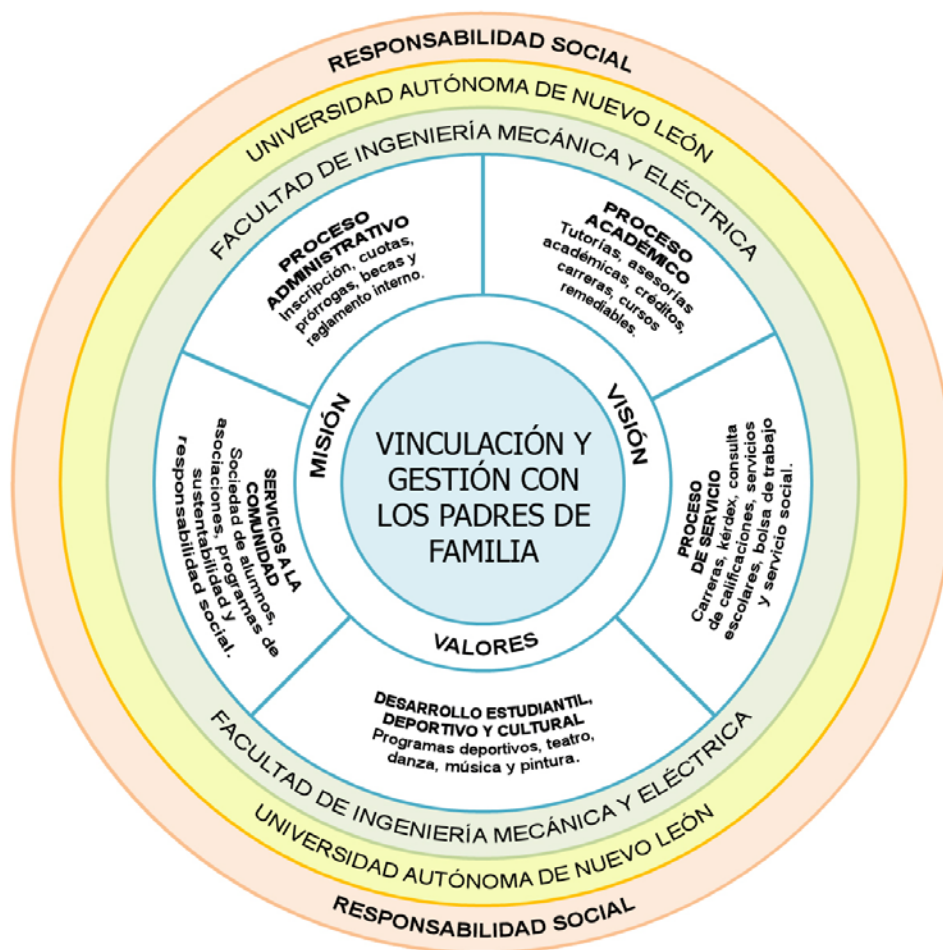 RESPONSABILIDAD SOCIAL
UNIVERSIDAD AUTÓNOMA DE NUEVO LEÓN
FACULTAD DE INGENIERÍA MECÁNICA Y ELÉCTRICA
PROCESO
ADMINISTRATIVO
Inscripción, cuotas,
prórrogas, becas y
reglamento interno.
PROCESO
ACADÉMICO
Tutorías, asesorías
académicas, créditos,
carreras, cursos
remediables.
MISIÓN
VISIÓN
VINCULACIÓN Y
GESTIÓN CON
LOS PADRES DE
FAMILIA
SERVICIOS A LA
COMUNIDAD
Sociedad de alumnos,
asociaciones, programas de
sustentabilidad y
responsabilidad social.
PROCESO
DE SERVICIO
Carreras, kérdex, consulta
de calificaciones, servicios
escolares, bolsa de trabajo
y servicio social.
VALORES
DESARROLLO ESTUDIANTIL,
DEPORTIVO Y CULTURAL
Programas deportivos, teatro,
danza, música y pintura.
FACULTAD DE INGENIERÍA MECÁNICA Y ELÉCTRICA
UNIVERSIDAD AUTÓNOMA DE NUEVO LEÓN
RESPONSABILIDAD SOCIAL